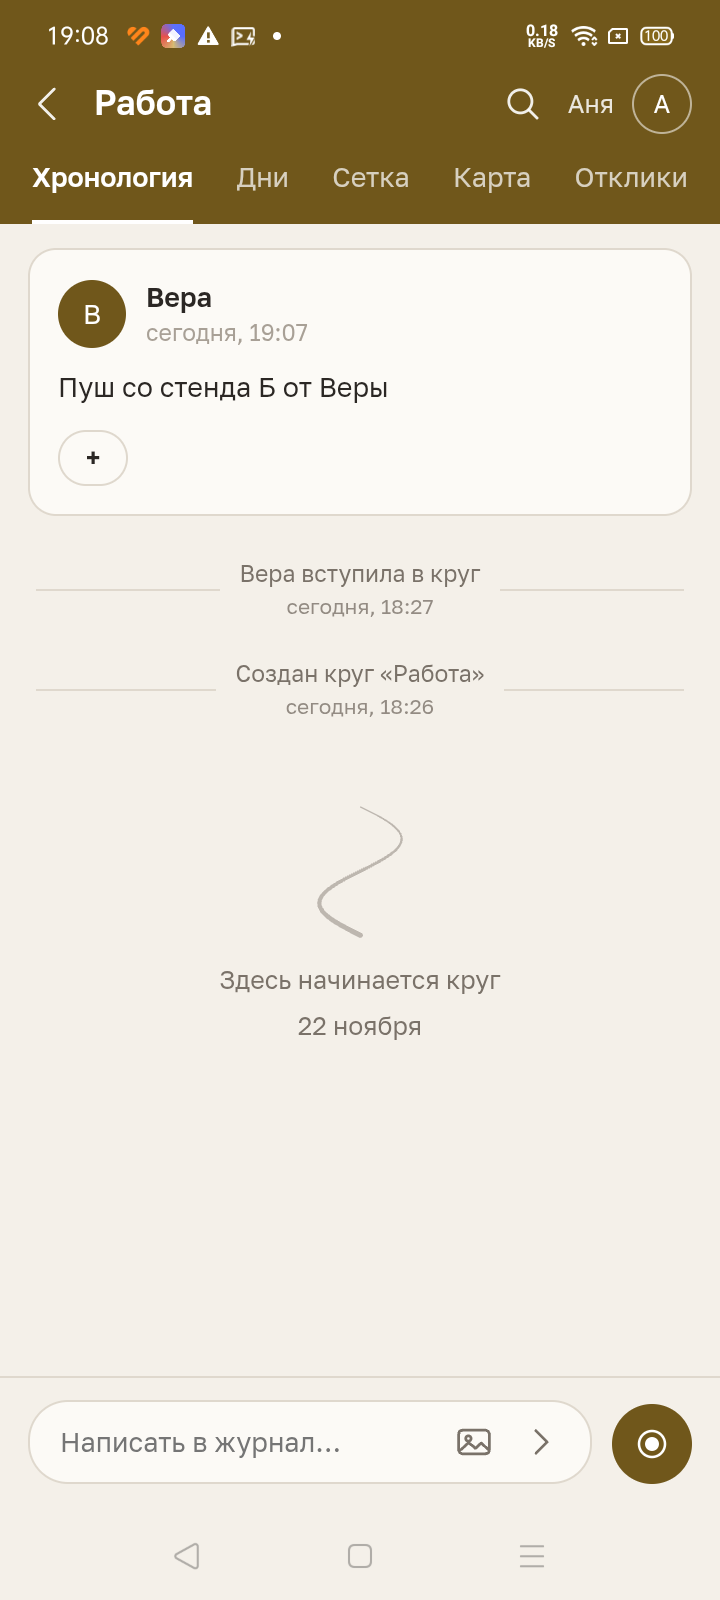 19:08
0.18
KB/S
100
Работа
Аня
А
Хронология Дни Сетка Карта Отклики
В
Вера
сегодня, 19:07
Пуш со стенда Б от Веры
+
Вера вступила в круг
сегодня, 18:27
Создан круг «Работа»
сегодня, 18:26
Здесь начинается круг
22 ноября
Написать в журнал...